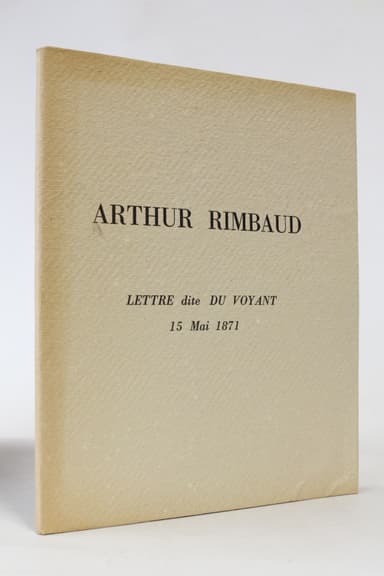 ARTHUR RIMBAUD
LETTRE dite DU VOYANT
15 Mai 1871